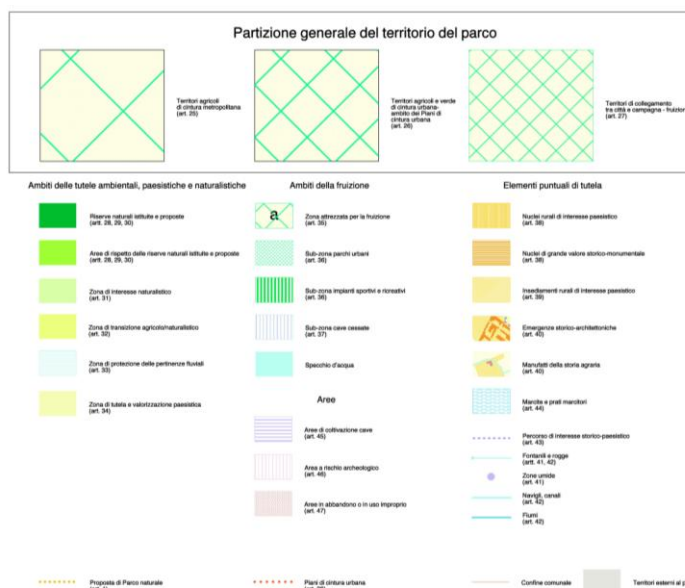 Partizione generale del territorio del parco
Territori agricoli
di cintura metropolitana
(art. 25)
Territori agricoli e verde
di cintura urbana-
ambito dei Piani di
cintura urbana
(art. 26)
Territori di collegamento
tra città e campagna - fruizion
(art. 27)
Ambiti delle tutele ambientali, paesistiche e naturalistiche
Riserve naturali istituite e proposte
(artt. 28, 29, 30)
Aree di rispetto delle riserve naturali istituite e proposte
(artt. 28, 29, 30)
Zona di interesse naturalistico
(art. 31)
Zona di transizione agricolo/naturalistico
(art. 32)
Zona di protezione delle pertinenze fluviali
(art. 33)
Zona di tutela e valorizzazione paesistica
(art. 34)
Ambiti della fruizione
a
Zona attrezzata per la fruizione
(art. 35)
Sub-zona parchi urbani
(art. 36)
Sub-zona impianti sportivi e ricreativi
(art. 36)
Sub-zona cave cessate
(art. 37)
Specchio d'acqua
Aree
Aree di coltivazione cave
(art. 45)
Area a rischio archeologico
(art. 46)
Aree in abbandono o in uso improprio
(art. 47)
Elementi puntuali di tutela
Nuclei rurali di interesse paesistico
(art. 38)
Nuclei di grande valore storico-monumentale
(art. 38)
Insediamenti rurali di interesse paesistico
(art. 39)
Emergenze storico-architettoniche
(art. 40)
Manufatti della storia agraria
(art. 40)
Marcite e prati marcitori
(art. 44)
Percorso di interesse storico-paesistico
(art. 43)
Fontanili e rogge
(artt. 41, 42)
Zone umide
(art. 41)
Navigli, canali
(art. 42)
Fiumi
(art. 42)
Proposta di Parco naturale
Piani di cintura urbana
Confine comunale
Territori esterni al p